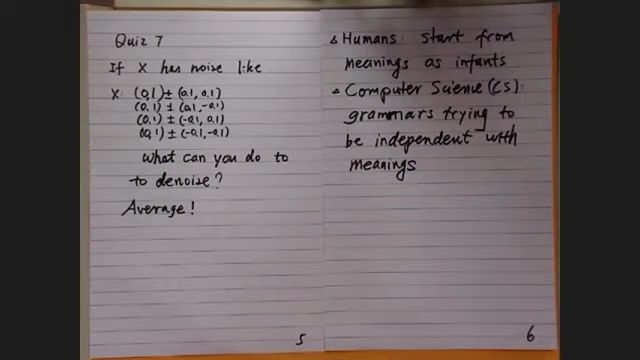 Quiz 7
If X has noise like
X: (0,1) ± (0.1, 0.1)
(0,1) ± (0.1, -0.1)
(0,1) ± (-0.1, 0.1)
(0,1) ± (-0.1, -0.1)
What can you do to
to denoise?
Average!
5
△ Humans: start from
meanings as infants
△ Computer Science (CS):
grammars trying to
be independent with
meanings
6